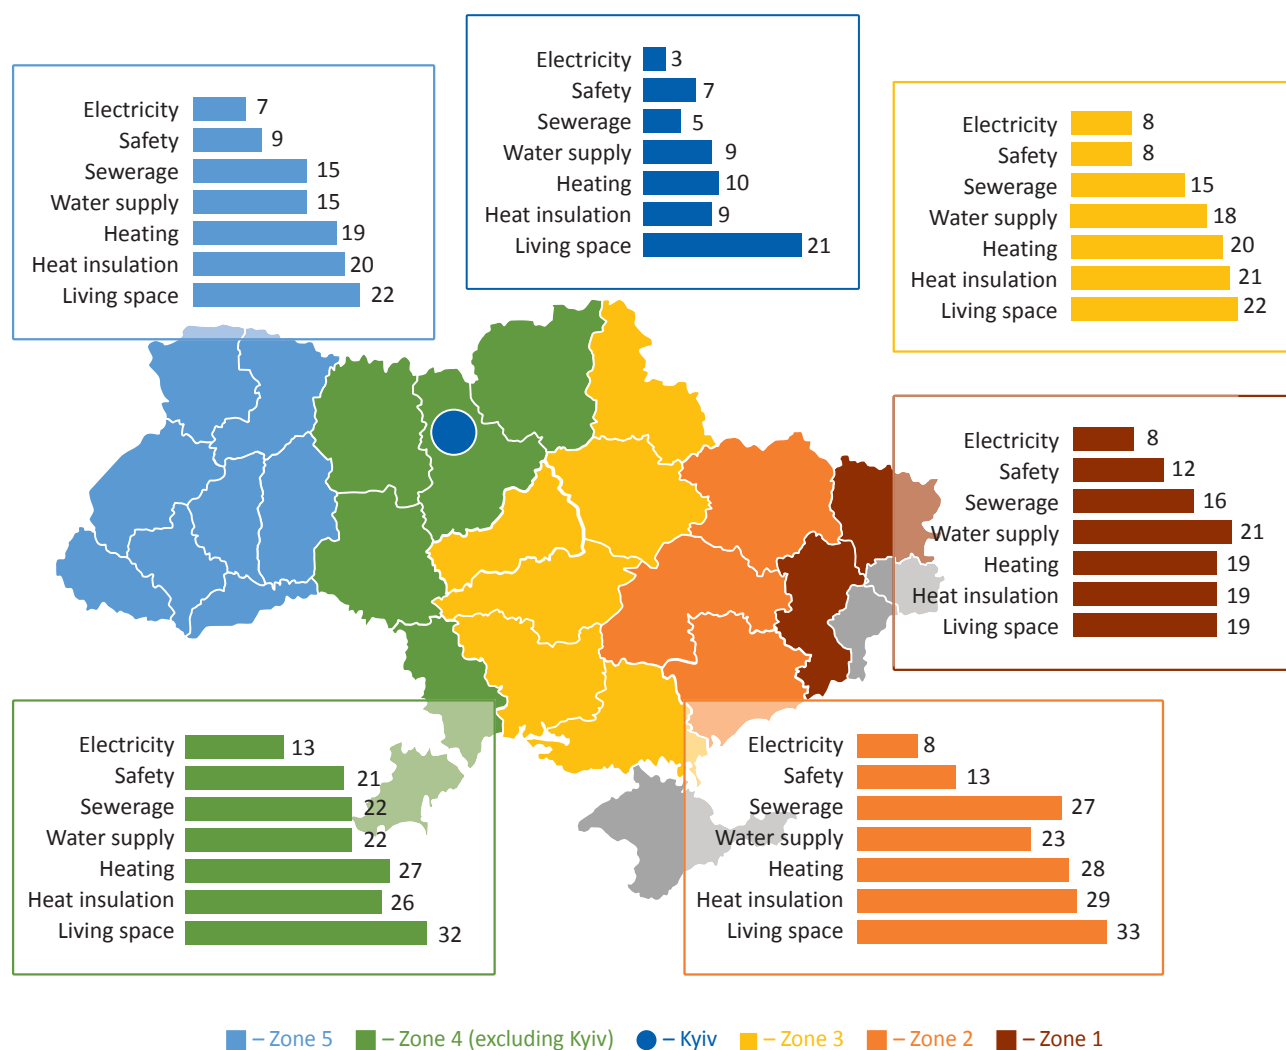 Electricity 7
Safety 9
Sewerage 15
Water supply 15
Heating 19
Heat insulation 20
Living space 22
Electricity 3
Safety 7
Sewerage 5
Water supply 9
Heating 10
Heat insulation 9
Living space 21
Electricity 8
Safety 8
Sewerage 15
Water supply 18
Heating 20
Heat insulation 21
Living space 22
Electricity 8
Safety 12
Sewerage 16
Water supply 21
Heating 19
Heat insulation 19
Living space 19
Electricity 13
Safety 21
Sewerage 22
Water supply 22
Heating 27
Heat insulation 26
Living space 32
Electricity 8
Safety 13
Sewerage 27
Water supply 23
Heating 28
Heat insulation 29
Living space 33
– Zone 5 – Zone 4 (excluding Kyiv) – Kyiv – Zone 3 – Zone 2 – Zone 1